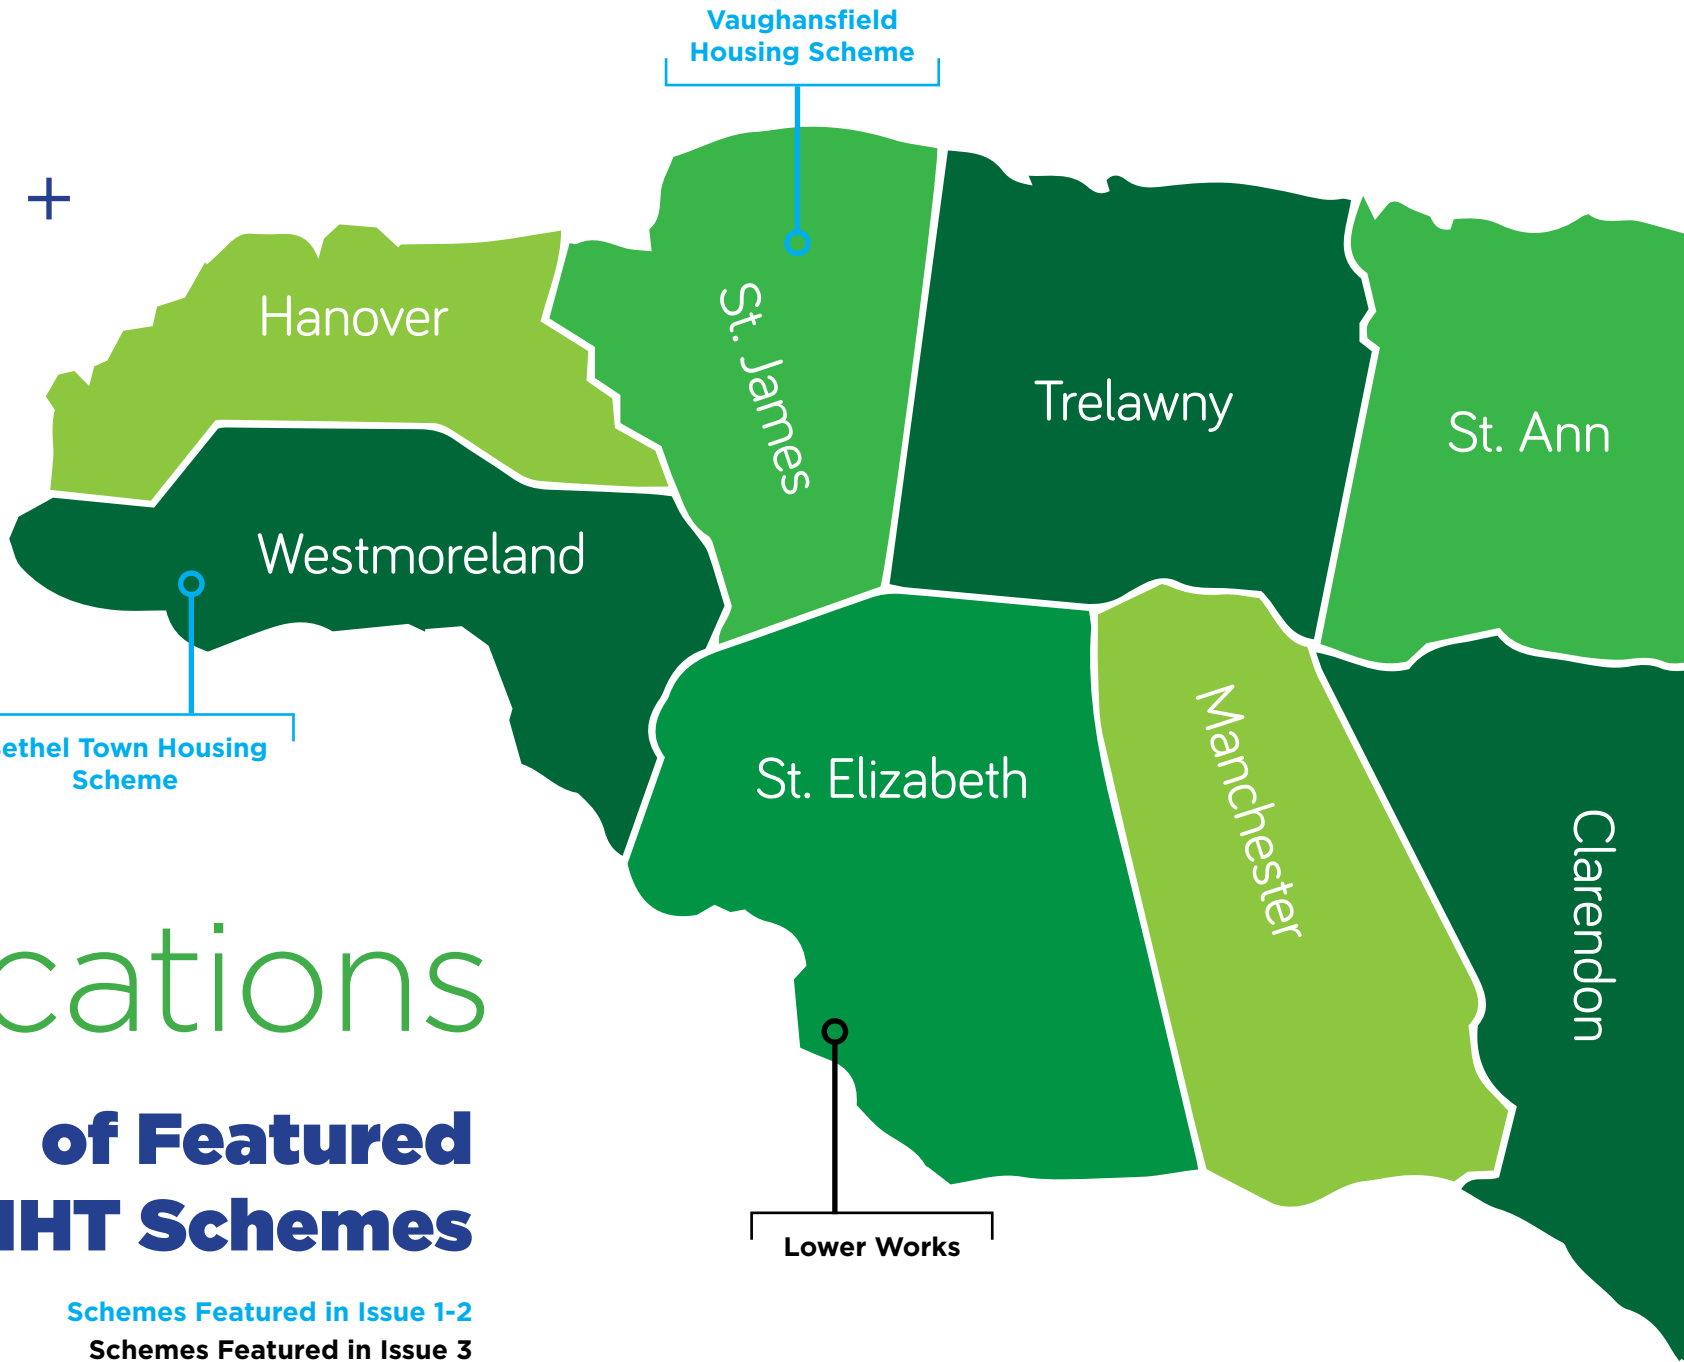 Vaughansfield
Housing Scheme
Hanover
St. James
Trelawny
St. Ann
Westmoreland
ethel Town Housing
Scheme
St. Elizabeth
Manchester
Clarendon
cations
of Featured
HT Schemes
Lower Works
Schemes Featured in Issue 1-2
Schemes Featured in Issue 3